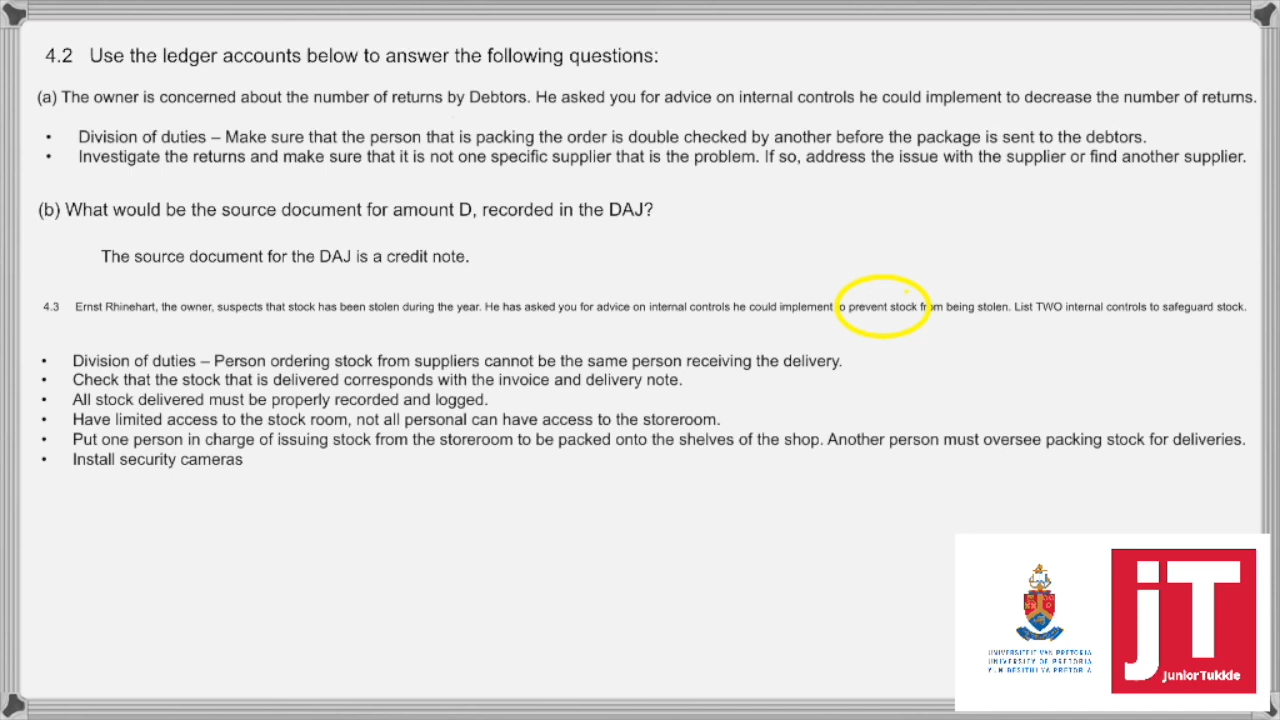 4.2 Use the ledger accounts below to answer the following questions:
(a) The owner is concerned about the number of returns by Debtors. He asked you for advice on internal controls he could implement to decrease the number of returns.
• Division of duties – Make sure that the person that is packing the order is double checked by another before the package is sent to the debtors.
• Investigate the returns and make sure that it is not one specific supplier that is the problem. If so, address the issue with the supplier or find another supplier.
(b) What would be the source document for amount D, recorded in the DAJ?
The source document for the DAJ is a credit note.
4.3 Ernst Rhinehart, the owner, suspects that stock has been stolen during the year. He has asked you for advice on internal controls he could implement to prevent stock from being stolen. List TWO internal controls to safeguard stock.
• Division of duties – Person ordering stock from suppliers cannot be the same person receiving the delivery.
• Check that the stock that is delivered corresponds with the invoice and delivery note.
• All stock delivered must be properly recorded and logged.
• Have limited access to the stock room, not all personal can have access to the storeroom.
• Put one person in charge of issuing stock from the storeroom to be packed onto the shelves of the shop. Another person must oversee packing stock for deliveries.
• Install security cameras
UNIVERSITEIT VAN PRETORIA
UNIVERSITY OF PRETORIA
YUNIBESITHI YA PRETORIA
jT
JuniorTukkie